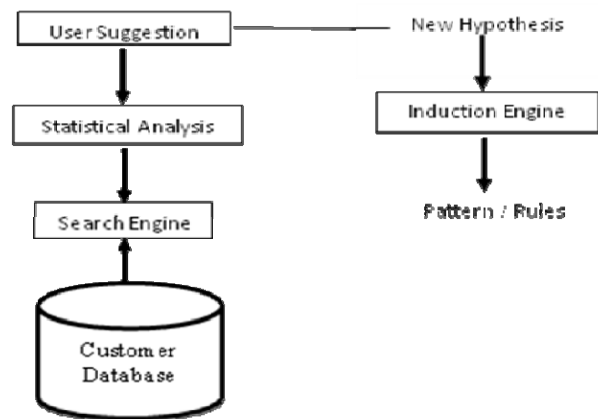 User Suggestion
New Hypothesis
Statistical Analysis
Induction Engine
Search Engine
Pattern / Rules
Customer
Database